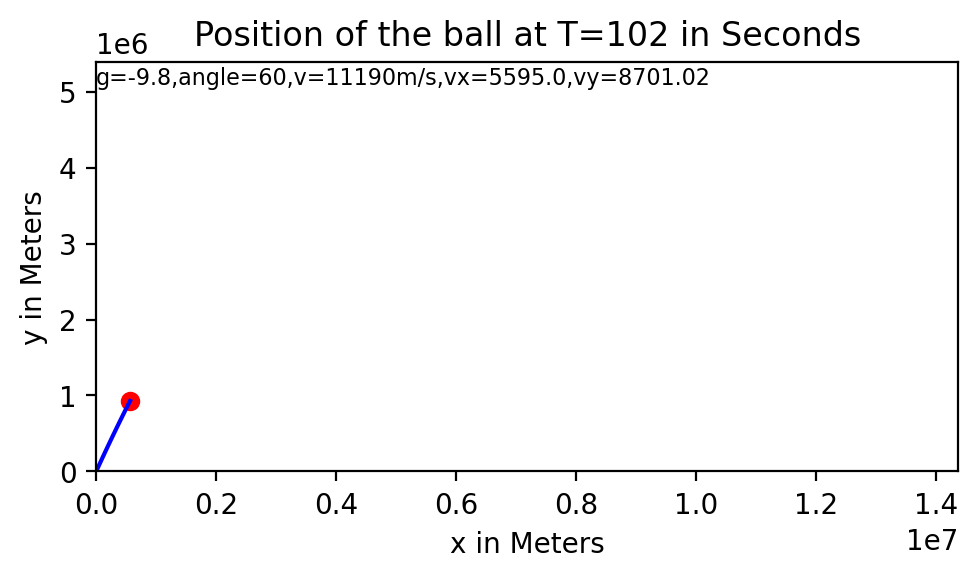 Position of the ball at T=102 in Seconds
1e6
g=-9.8,angle=60,v=11190m/s,vx=5595.0,vy=8701.02
5
4
3
2
1
0
y in Meters
0.0 0.2 0.4 0.6 0.8 1.0 1.2 1.4
x in Meters
1e7